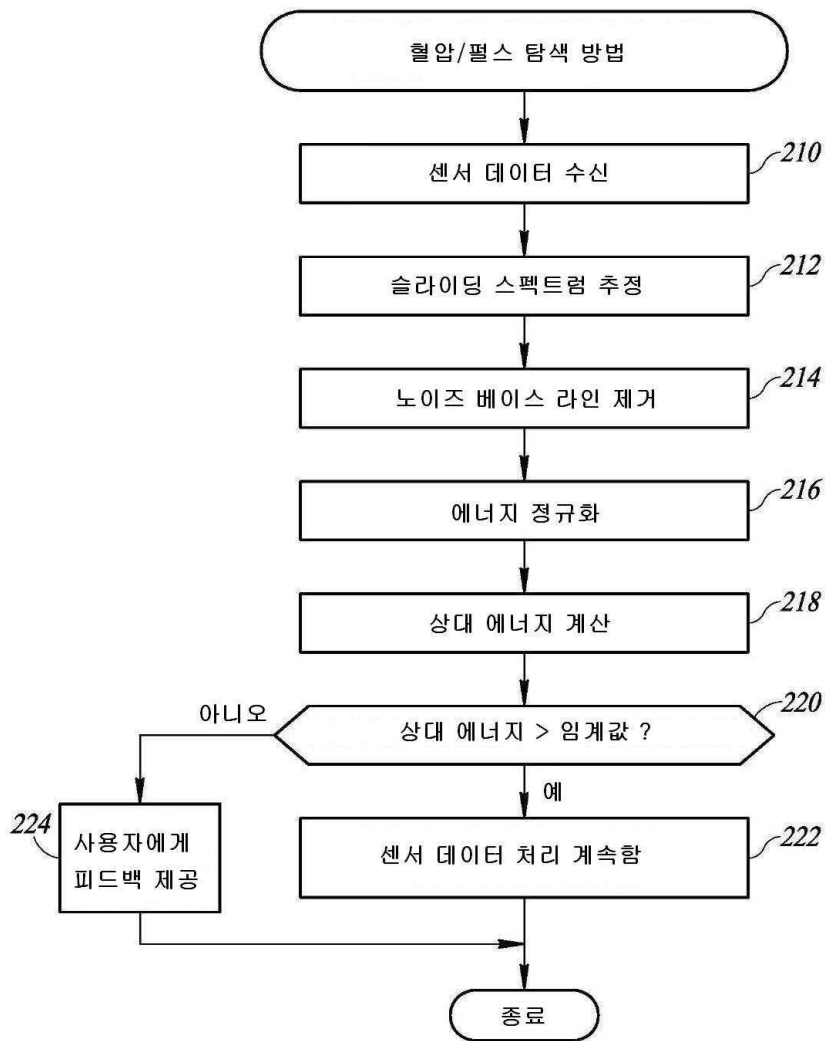 혈압/펄스 탐색 방법
210
센서 데이터 수신
212
슬라이딩 스펙트럼 추정
214
노이즈 베이스 라인 제거
216
에너지 정규화
218
상대 에너지 계산
220
아니오
상대 에너지 > 임계값 ?
예
224
사용자에게
피드백 제공
222
센서 데이터 처리 계속함
종료